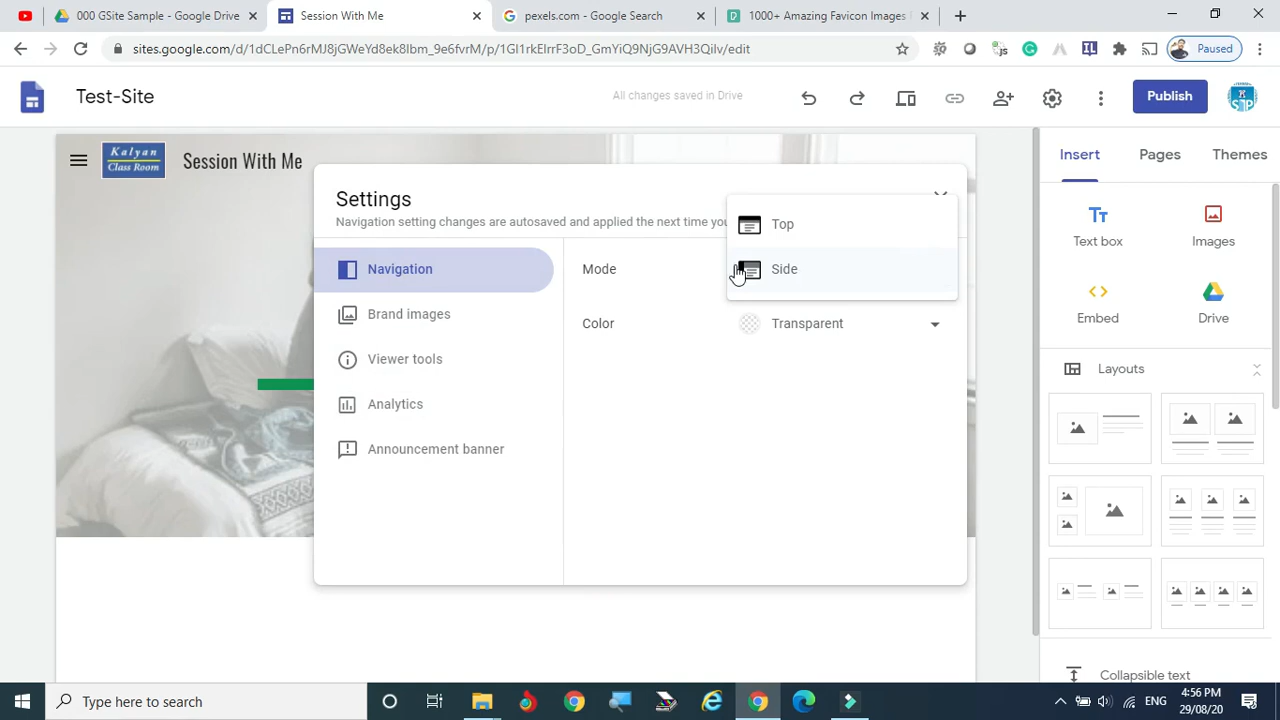 000 GSite Sample - Google Drive
Session With Me
pexels.com - Google Search
1000+ Amazing Favicon Images
sites.google.com/d/1dCLePn6rMJ8jGWeYd8ek8Ibm_9e6fvrM/p/1GI1rkElrrF3oD_GmYiQ9NjG9AVH3Qilv/edit
Paused
Test-Site
All changes saved in Drive
Publish
Kalyan
Class Room
Session With Me
Insert
Pages
Themes
Settings
Navigation setting changes are autosaved and applied the next time you
Top
Navigation
Mode
Side
Brand images
Color
Transparent
Viewer tools
Analytics
Announcement banner
Text box
Images
Embed
Drive
Layouts
Collapsible text
Type here to search
ENG
4:56 PM
29/08/20